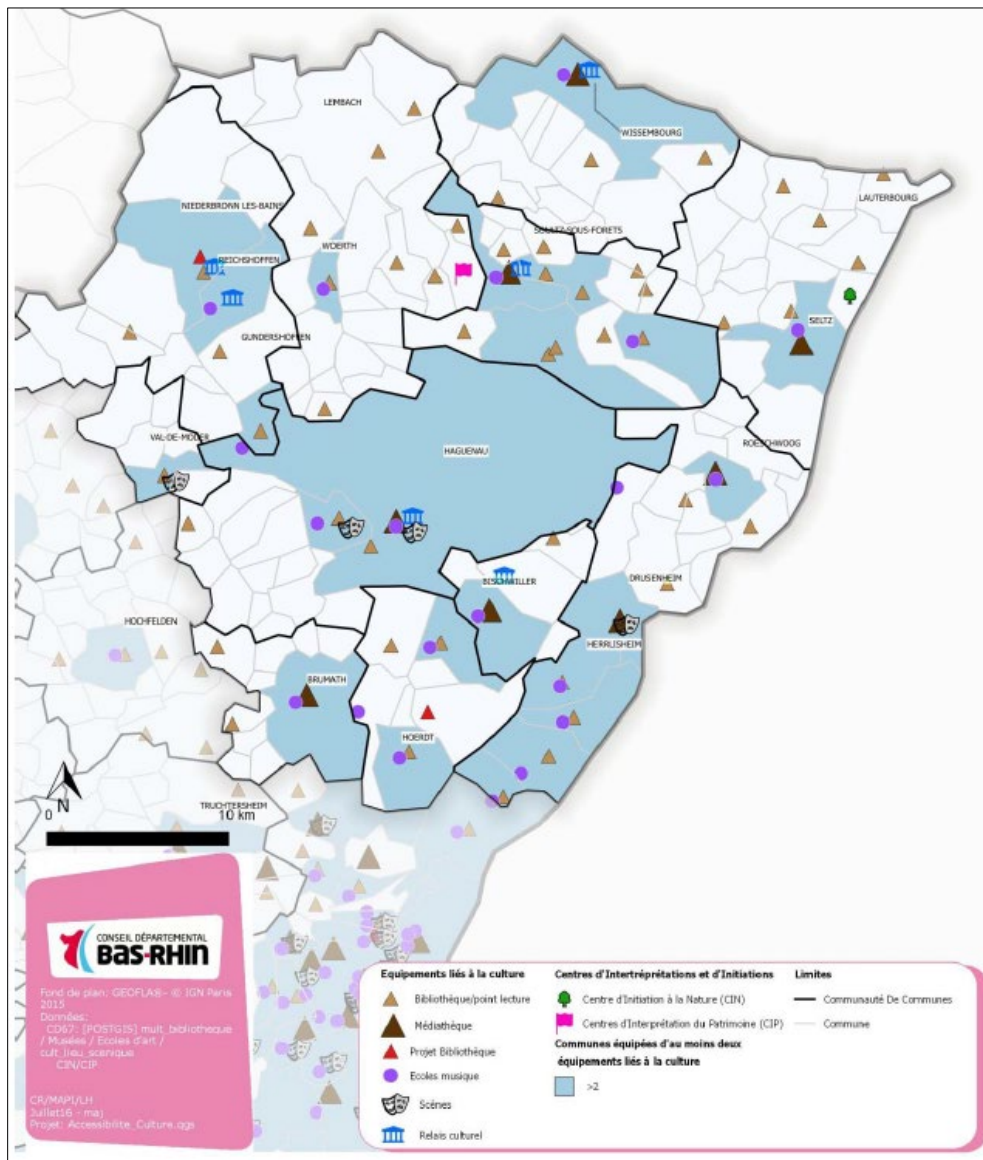 LEMBACH
WISSEMBOURG
LAUTERBOURG
NIEDERBRONN LES-BAINS
SOULTZ-SOUS-FORETS
WOERTH
REICHSHOFFEN
SELTZ
GUNDERSHOFFEN
VAL-DE-MODER
ROESCHWOOG
HAGUENAU
BISCHWILLER
DRUSENHEIM
HOCHFELDEN
HERRLISHEIM
BRUMATH
HOERDT
N
TRUCHTERSHEIM
0
10 km
CONSEIL DÉPARTEMENTAL
BAS-RHIN
Fond de plan: GEOFLA®- © IGN Paris
2015
Données:
CD67: [POSTGIS] mult_bibliotheque
/ Musées / Ecoles d'art /
cult_lieu_scenique
CIN/CIP
CR/MAPI/LH
Juillet16 - maj
Projet: Accessibilite_Culture.qgs
Equipements liés à la culture
Bibliothèque/point lecture
Médiathèque
Projet Bibliothèque
Ecoles musique
Scénes
Relais culturel
Centres d'Intertréprétations et d'Initiations
Centre d'Initiation à la Nature (CIN)
Centres d'Interprétation du Patrimoine (CIP)
Communes équipées d'au moins deux
équipements liés à la culture
>2
Limites
Communauté De Communes
Commune